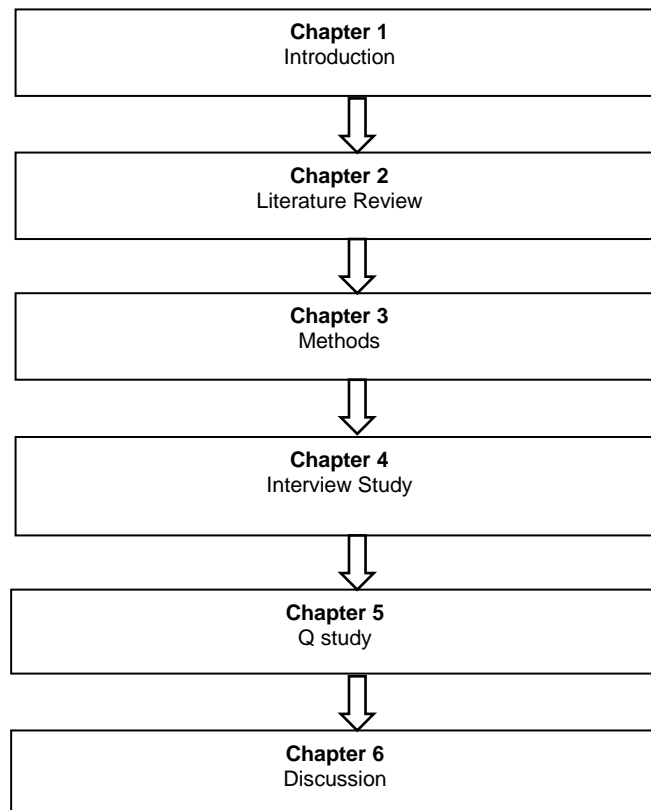 Chapter 1
Introduction
Chapter 2
Literature Review
Chapter 3
Methods
Chapter 4
Interview Study
Chapter 5
Q study
Chapter 6
Discussion